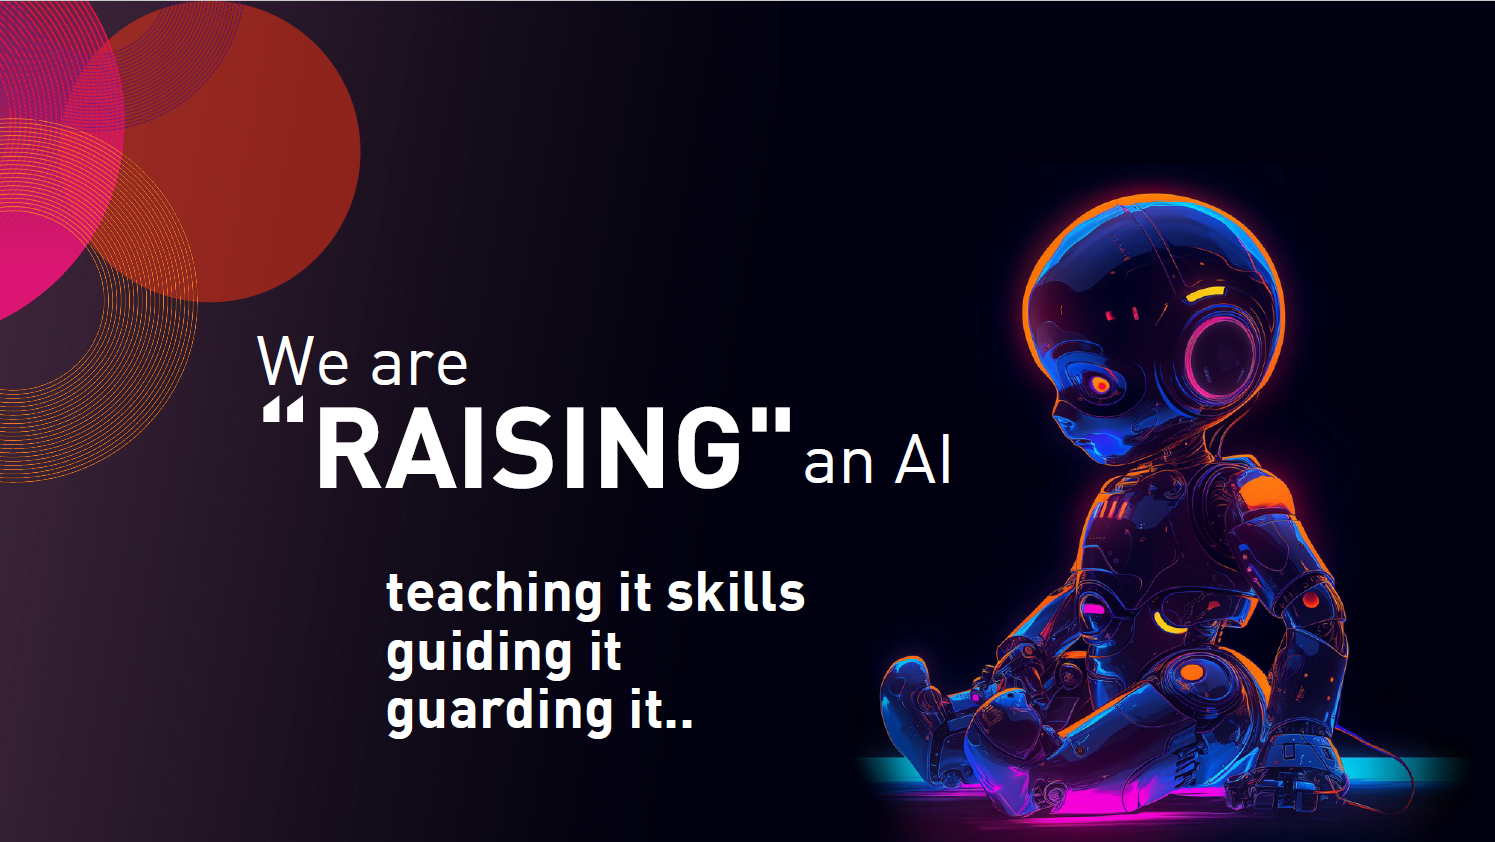 We are
“RAISING" an AI
teaching it skills
guiding it
guarding it..